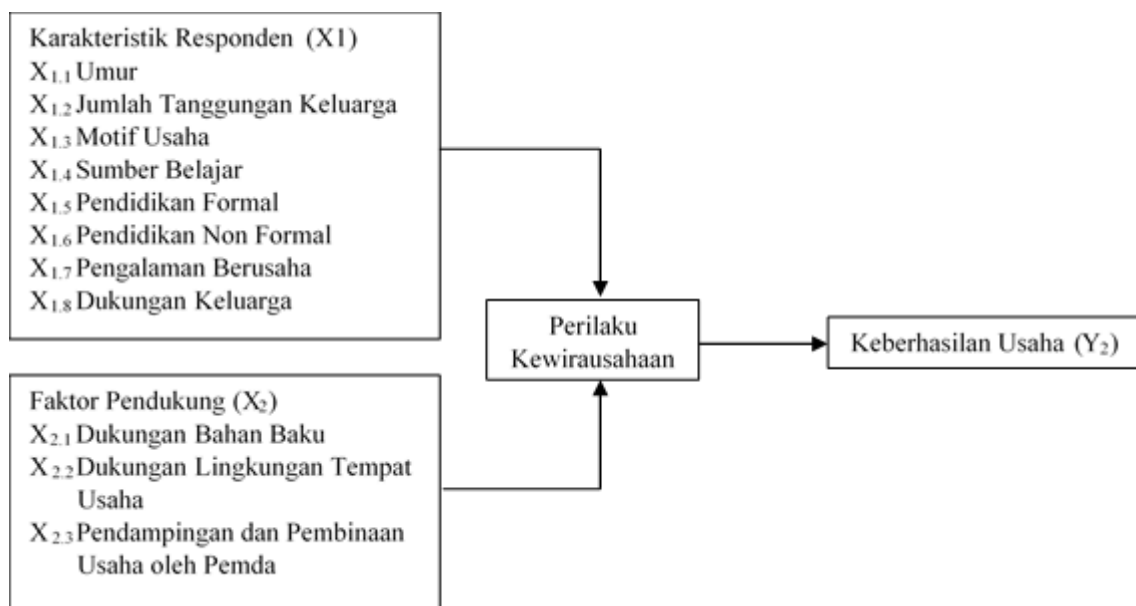 Karakteristik Responden (X1)
X1.1 Umur
X1.2 Jumlah Tanggungan Keluarga
X1.3 Motif Usaha
X1.4 Sumber Belajar
X1.5 Pendidikan Formal
X1.6 Pendidikan Non Formal
X1.7 Pengalaman Berusaha
X1.8 Dukungan Keluarga
Faktor Pendukung (X2)
X2.1 Dukungan Bahan Baku
X2.2 Dukungan Lingkungan Tempat
Usaha
X2.3 Pendampingan dan Pembinaan
Usaha oleh Pemda
Perilaku
Kewirausahaan
Keberhasilan Usaha (Y2)